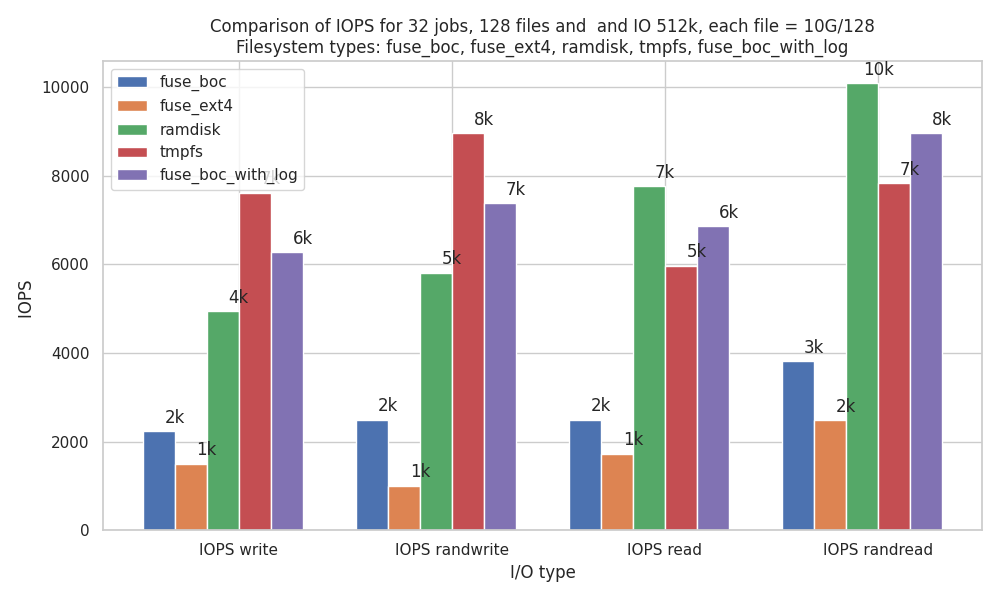 Comparison of IOPS for 32 jobs, 128 files and  and IO 512k, each file = 10G/128
Filesystem types: fuse_boc, fuse_ext4, ramdisk, tmpfs, fuse_boc_with_log
10000
8000
6000
4000
2000
0
IOPS
fuse_boc
fuse_ext4
ramdisk
tmpfs
fuse_boc_with_log
2k
1k
4k
6k
2k
1k
5k
8k
7k
2k
1k
7k
5k
6k
3k
2k
10k
7k
8k
IOPS write
IOPS randwrite
IOPS read
IOPS randread
I/O type